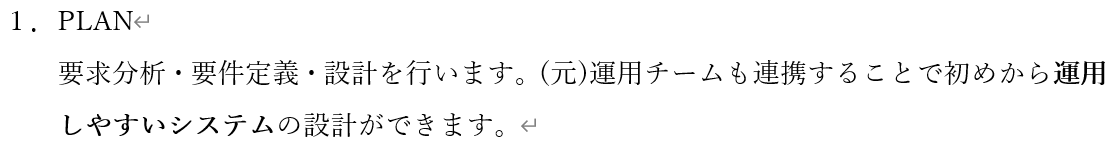 １．PLAN↵
要求分析・要件定義・設計を行います。(元)運用チームも連携することで初めから運用
しやすいシステムの設計ができます。↵